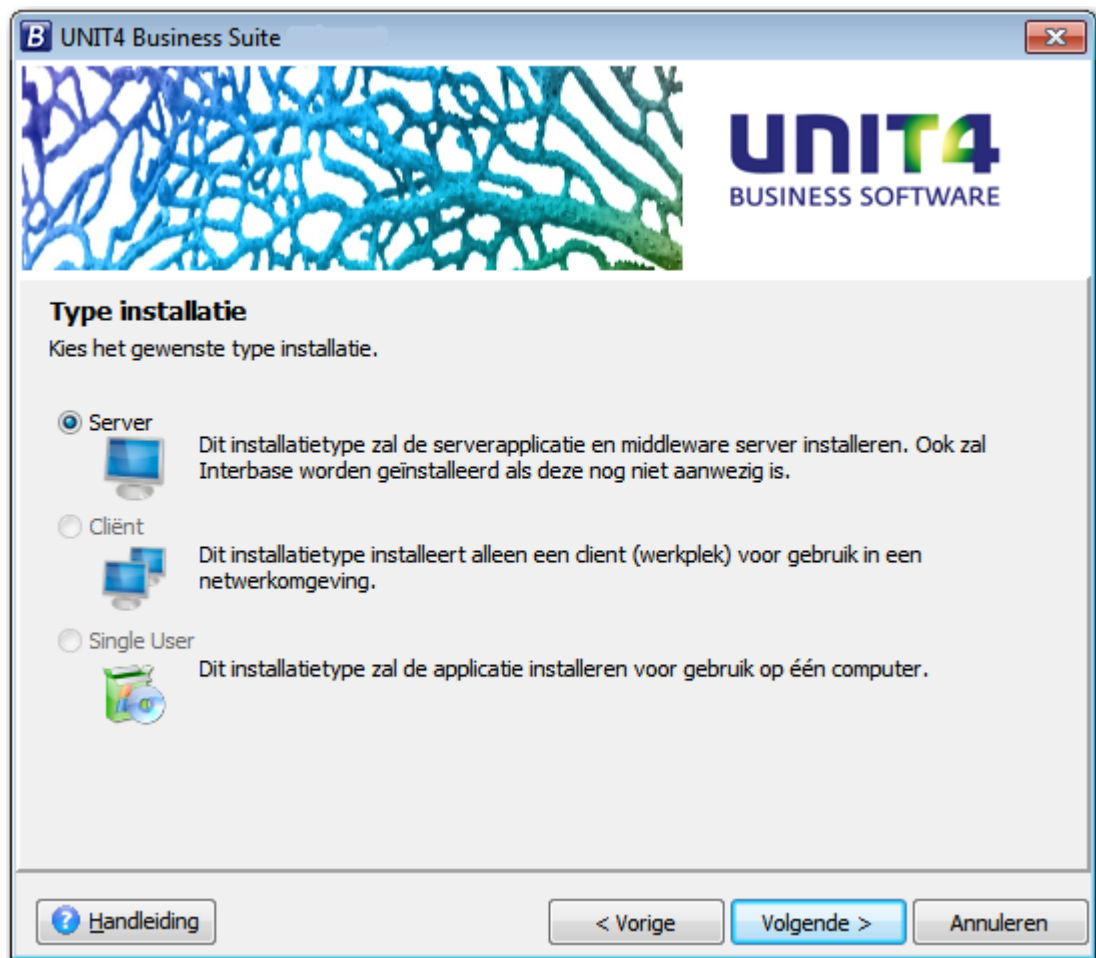 B UNIT4 Business Suite
UNIT4
BUSINESS SOFTWARE
Type installatie
Kies het gewenste type installatie.
Server
Dit installatietype zal de serverapplicatie en middleware server installeren. Ook zal
Interbase worden geïnstalleerd als deze nog niet aanwezig is.
Cliënt
Dit installatietype installeert alleen een client (werkplek) voor gebruik in een
netwerkomgeving.
Single User
Dit installatietype zal de applicatie installeren voor gebruik op één computer.
? Handleiding
< Vorige
Volgende >
Annuleren